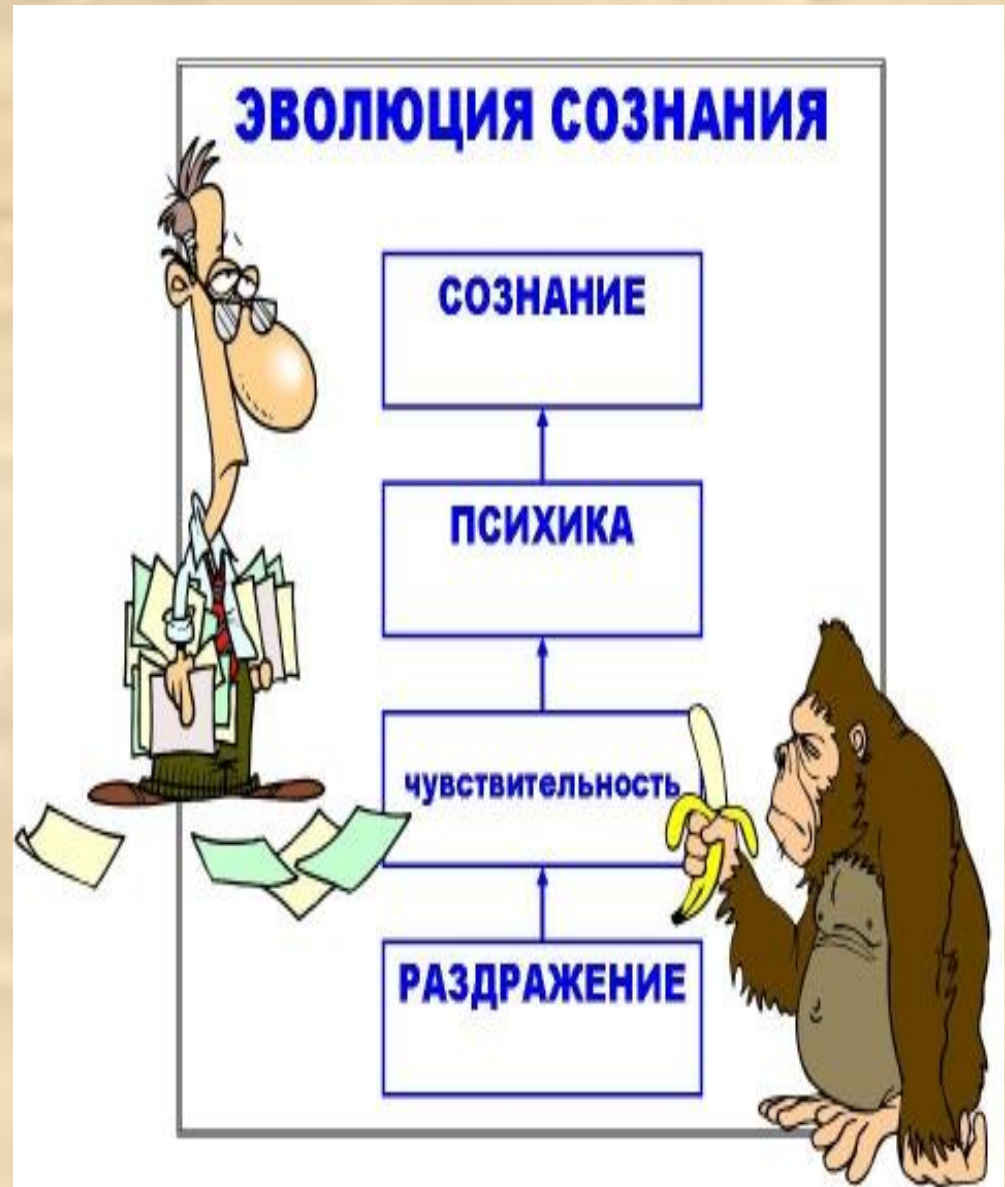 ЭВОЛЮЦИЯ СОЗНАНИЯ
СОЗНАНИЕ
ПСИХИКА
чувствительность
РАЗДРАЖЕНИЕ